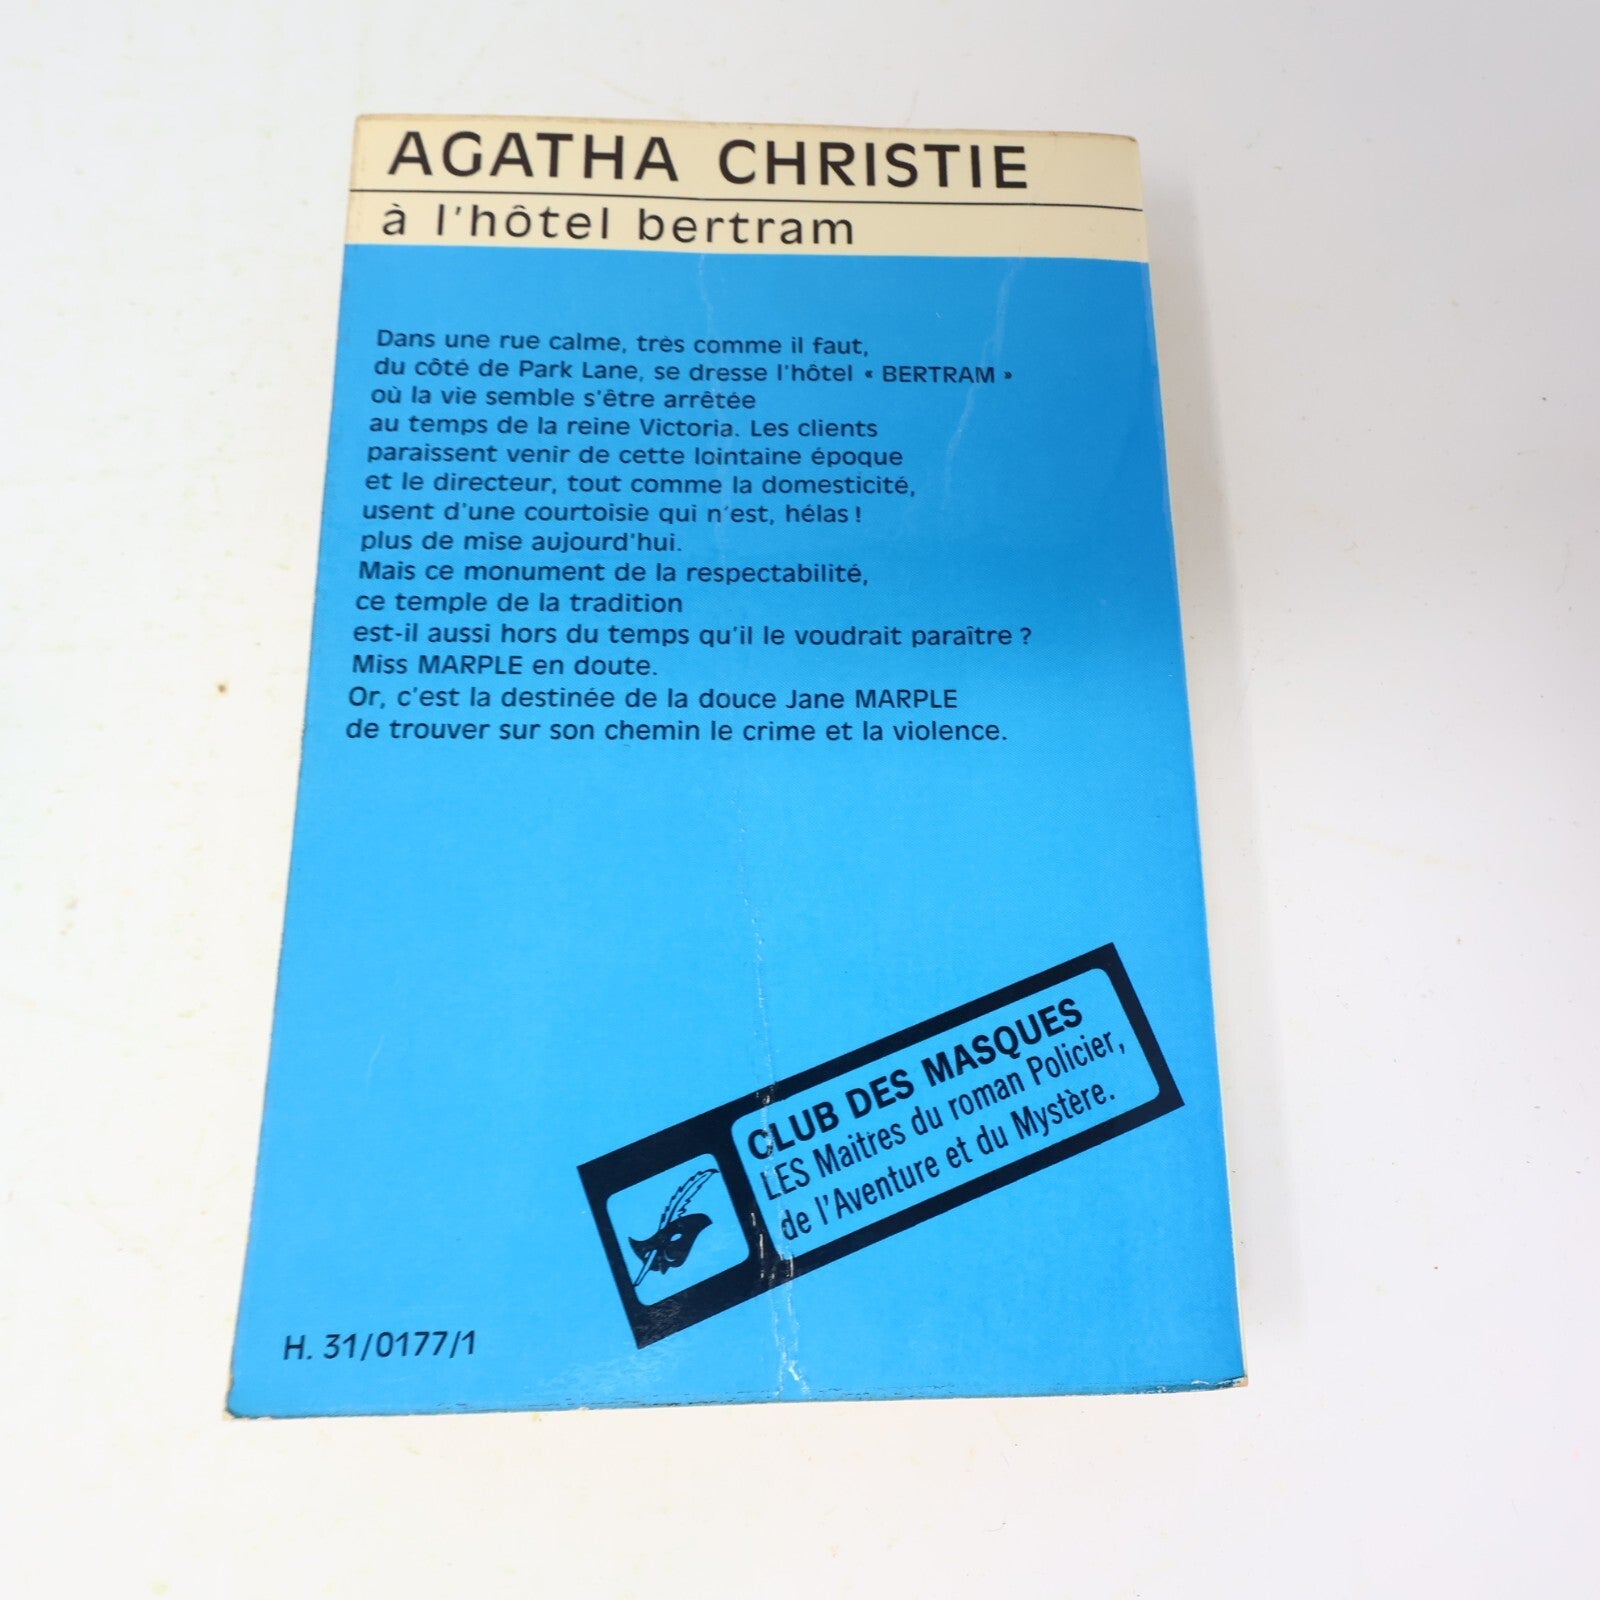 AGATHA CHRISTIE
à l'hôtel bertram
Dans une rue calme, très comme il faut,
du côté de Park Lane, se dresse l'hôtel « BERTRAM »
où la vie semble s'être arrêtée
au temps de la reine Victoria. Les clients
paraissent venir de cette lointaine époque
et le directeur, tout comme la domesticité,
usent d'une courtoisie qui n'est, hélas !
plus de mise aujourd'hui.
Mais ce monument de la respectabilité,
ce temple de la tradition
est-il aussi hors du temps qu'il le voudrait paraître ?
Miss MARPLE en doute.
Or, c'est la destinée de la douce Jane MARPLE
de trouver sur son chemin le crime et la violence.
CLUB DES MASQUES
LES Maitres du roman Policier,
de l'Aventure et du Mystère.
H. 31/0177/1